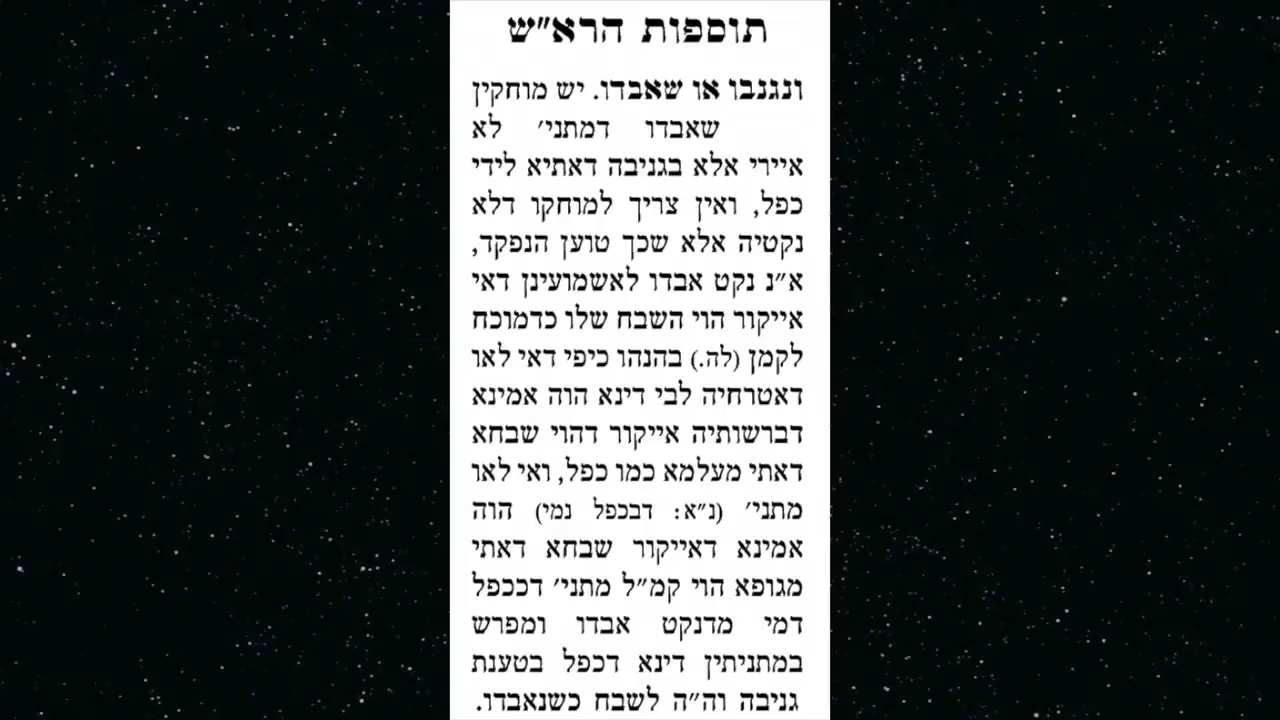 תוספות הרא״ש
ונגנבו או שאבדו. יש מוחקין
שאבדו דמתני׳ לא
איירי אלא בגניבה דאתיא לידי
כפל, ואין צריך למוחקו דלא
נקטיה אלא שכך טוען הנפקד,
א״נ נקט אבדו לאשמועינן דאי
אייקור הוי השבח שלו כדמוכח
לקמן (לה.) בהנהו כיפי דאי לאו
דאטרחיה לבי דינא הוה אמינא
דברשותיה אייקור דהוי שבחא
דאתי מעלמא כמו כפל, ואי לאו
מתני׳ (נ״א: דבכפל נמי) הוה
אמינא דאייקור שבחא דאתי
מגופא הוי קמ״ל מתני׳ דככפל
דמי מדנקט אבדו ומפרש
במתניתין דינא דכפל בטענת
גניבה וה״ה לשבח כשנאבדו.